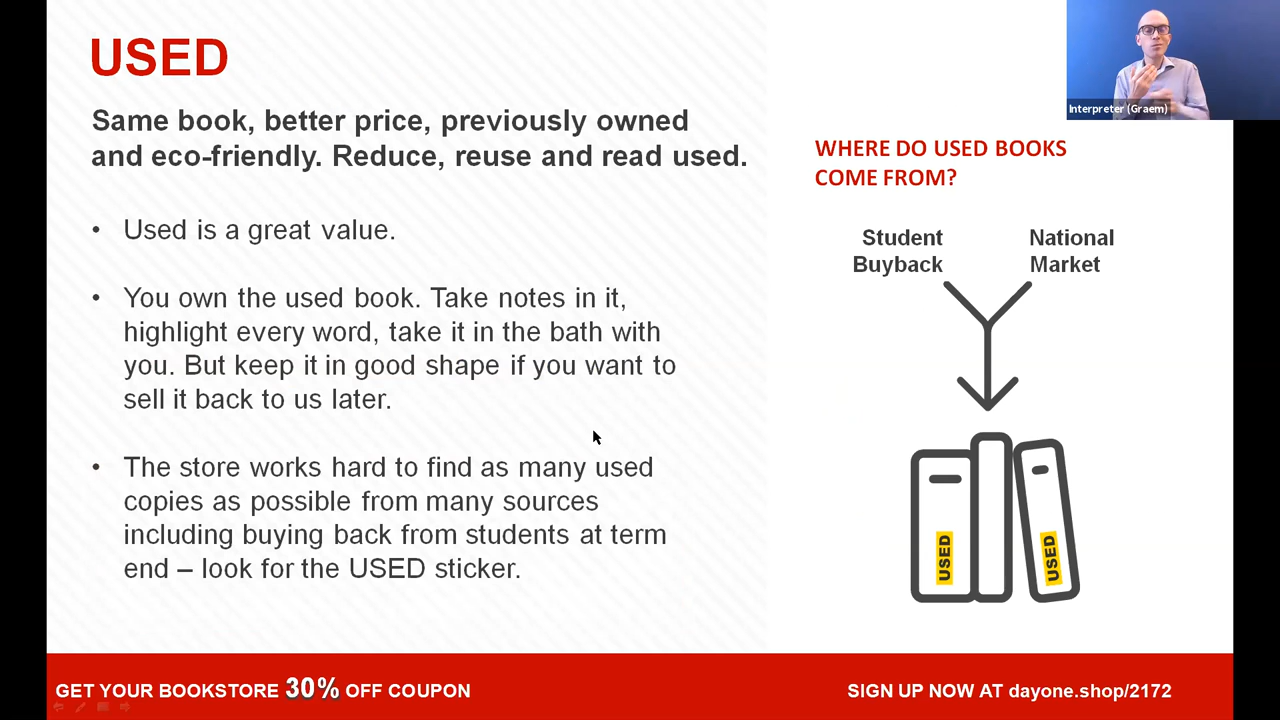 USED
Same book, better price, previously owned
and eco-friendly. Reduce, reuse and read used.
• Used is a great value.
• You own the used book. Take notes in it,
highlight every word, take it in the bath with
you. But keep it in good shape if you want to
sell it back to us later.
• The store works hard to find as many used
copies as possible from many sources
including buying back from students at term
end – look for the USED sticker.
Interpreter (Graem)
WHERE DO USED BOOKS
COME FROM?
Student
Buyback
National
Market
USED
USED
GET YOUR BOOKSTORE 30% OFF COUPON
SIGN UP NOW AT dayone.shop/2172